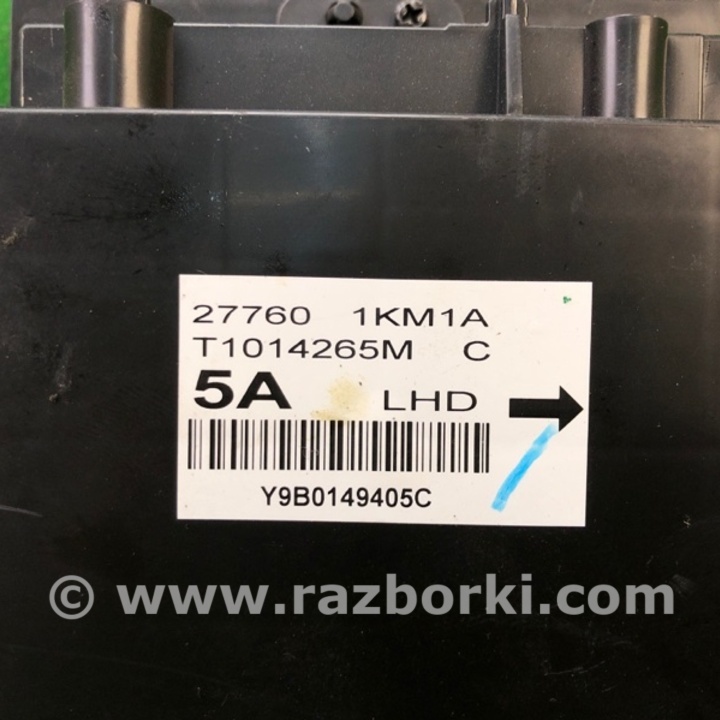 27760 1KM1A
T1014265M C
5A LHD
Y9B0149405C
© www.razborki.com